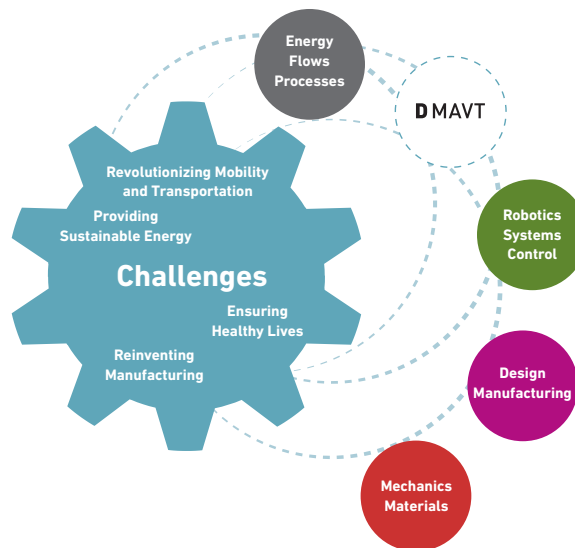 Energy
Flows
Processes
D MAVT
Revolutionizing Mobility
and Transportation
Providing
Sustainable Energy
Robotics
Systems
Control
Challenges
Ensuring
Healthy Lives
Reinventing
Manufacturing
Design
Manufacturing
Mechanics
Materials